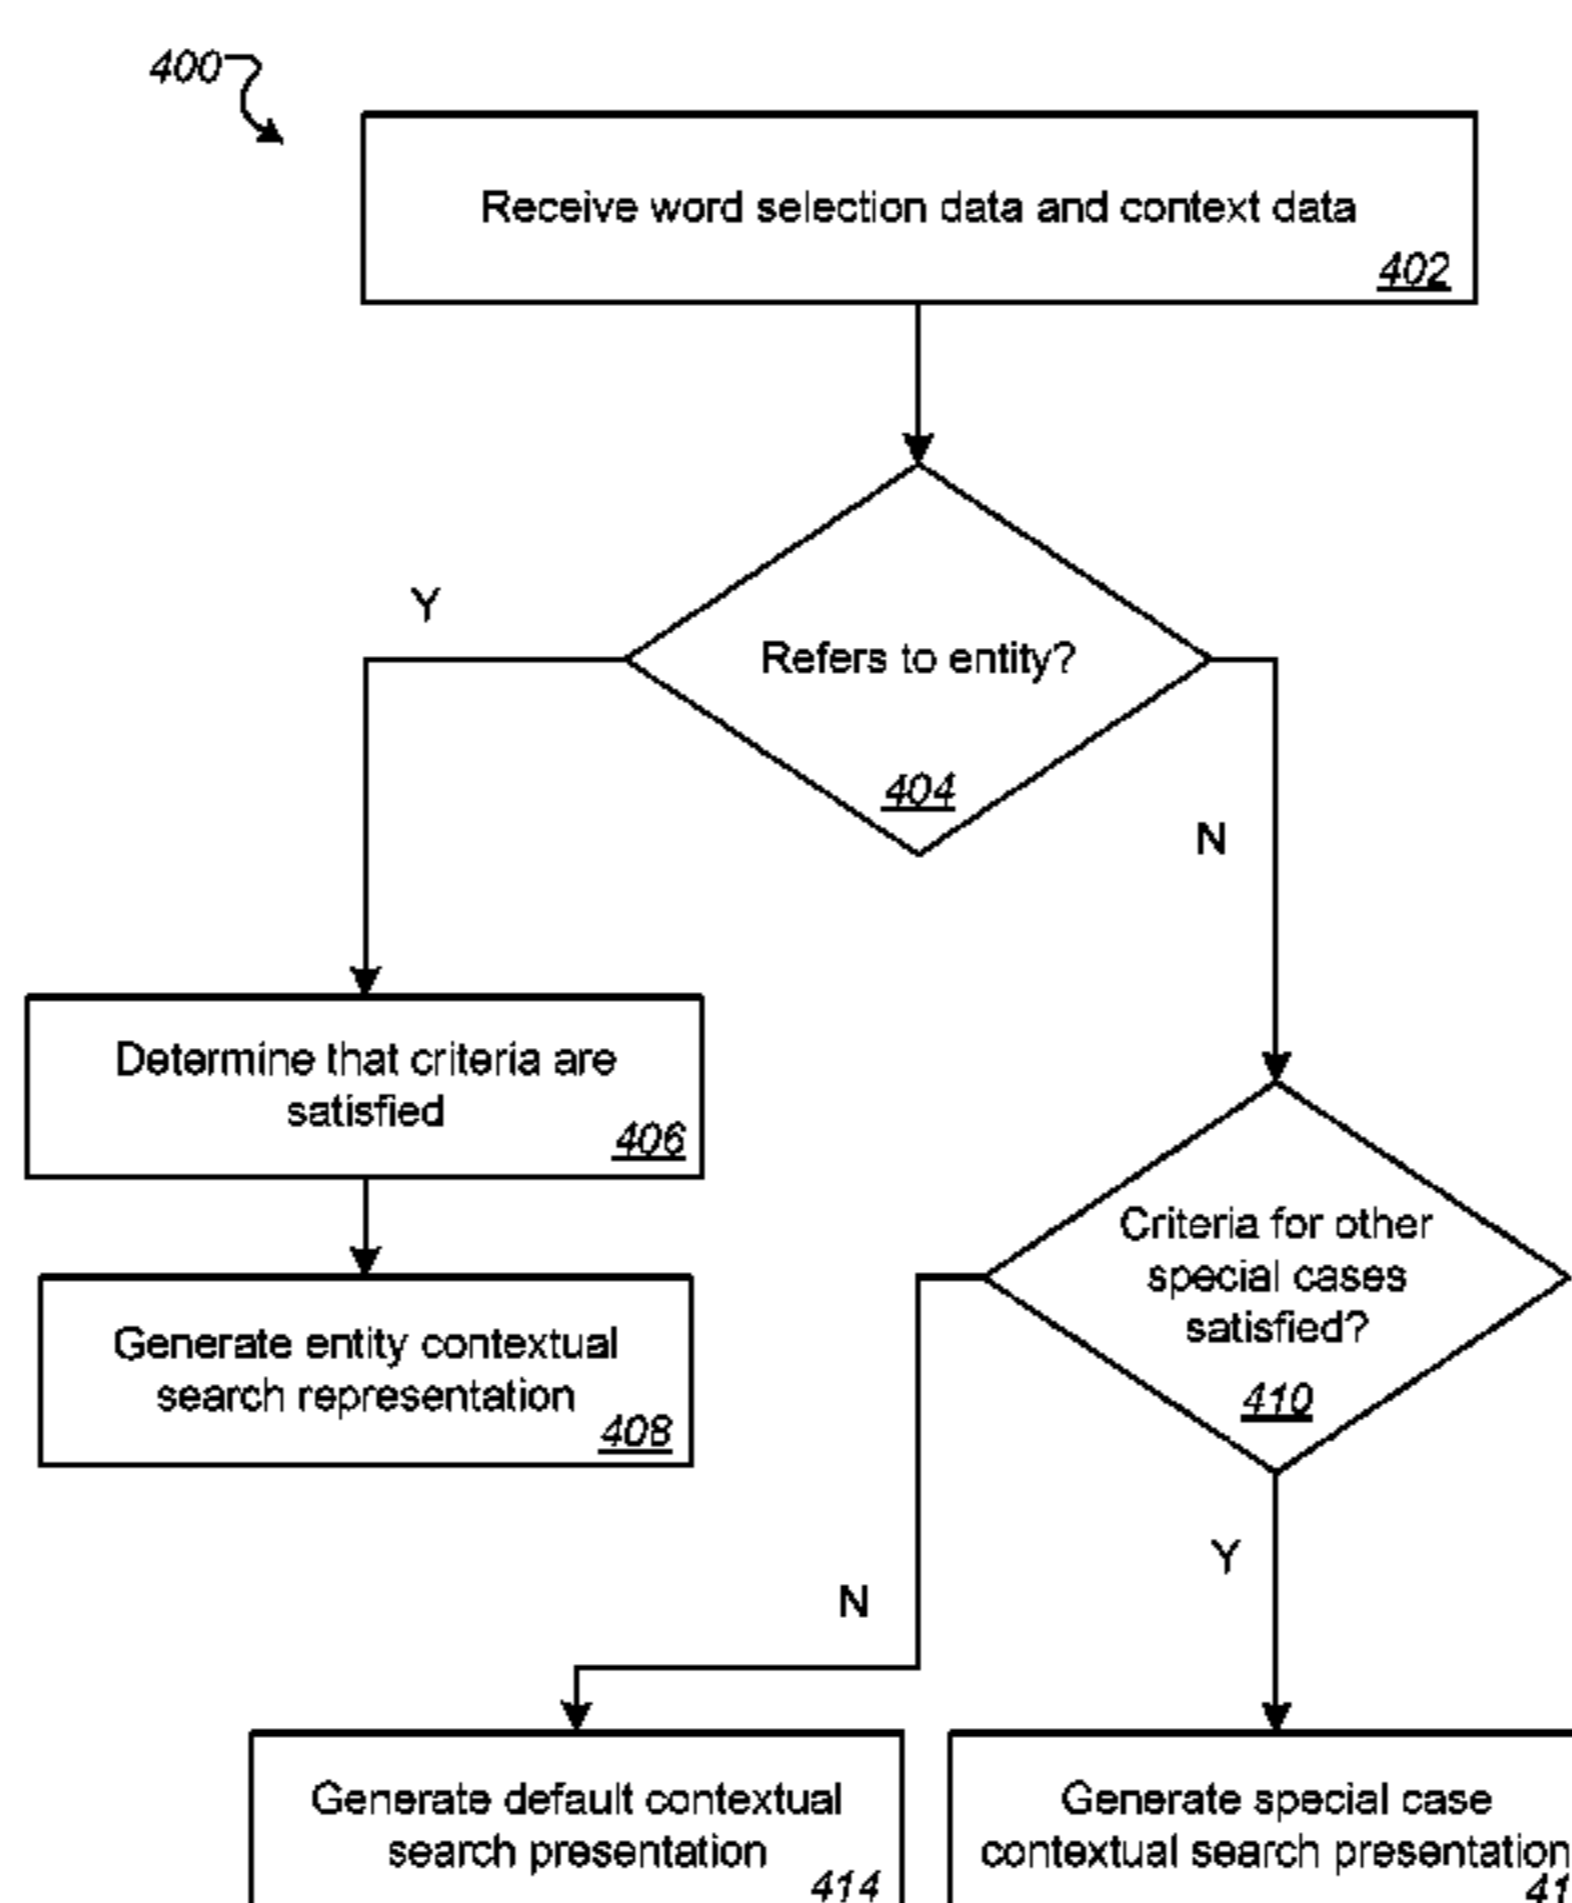 400
Receive word selection data and context data
402
Y
Refers to entity?
404
N
Determine that criteria are
satisfied
406
Generate entity contextual
search representation
408
Criteria for other
special cases
satisfied?
410
N
Y
Generate default contextual
search presentation
414
Generate special case
contextual search presentation